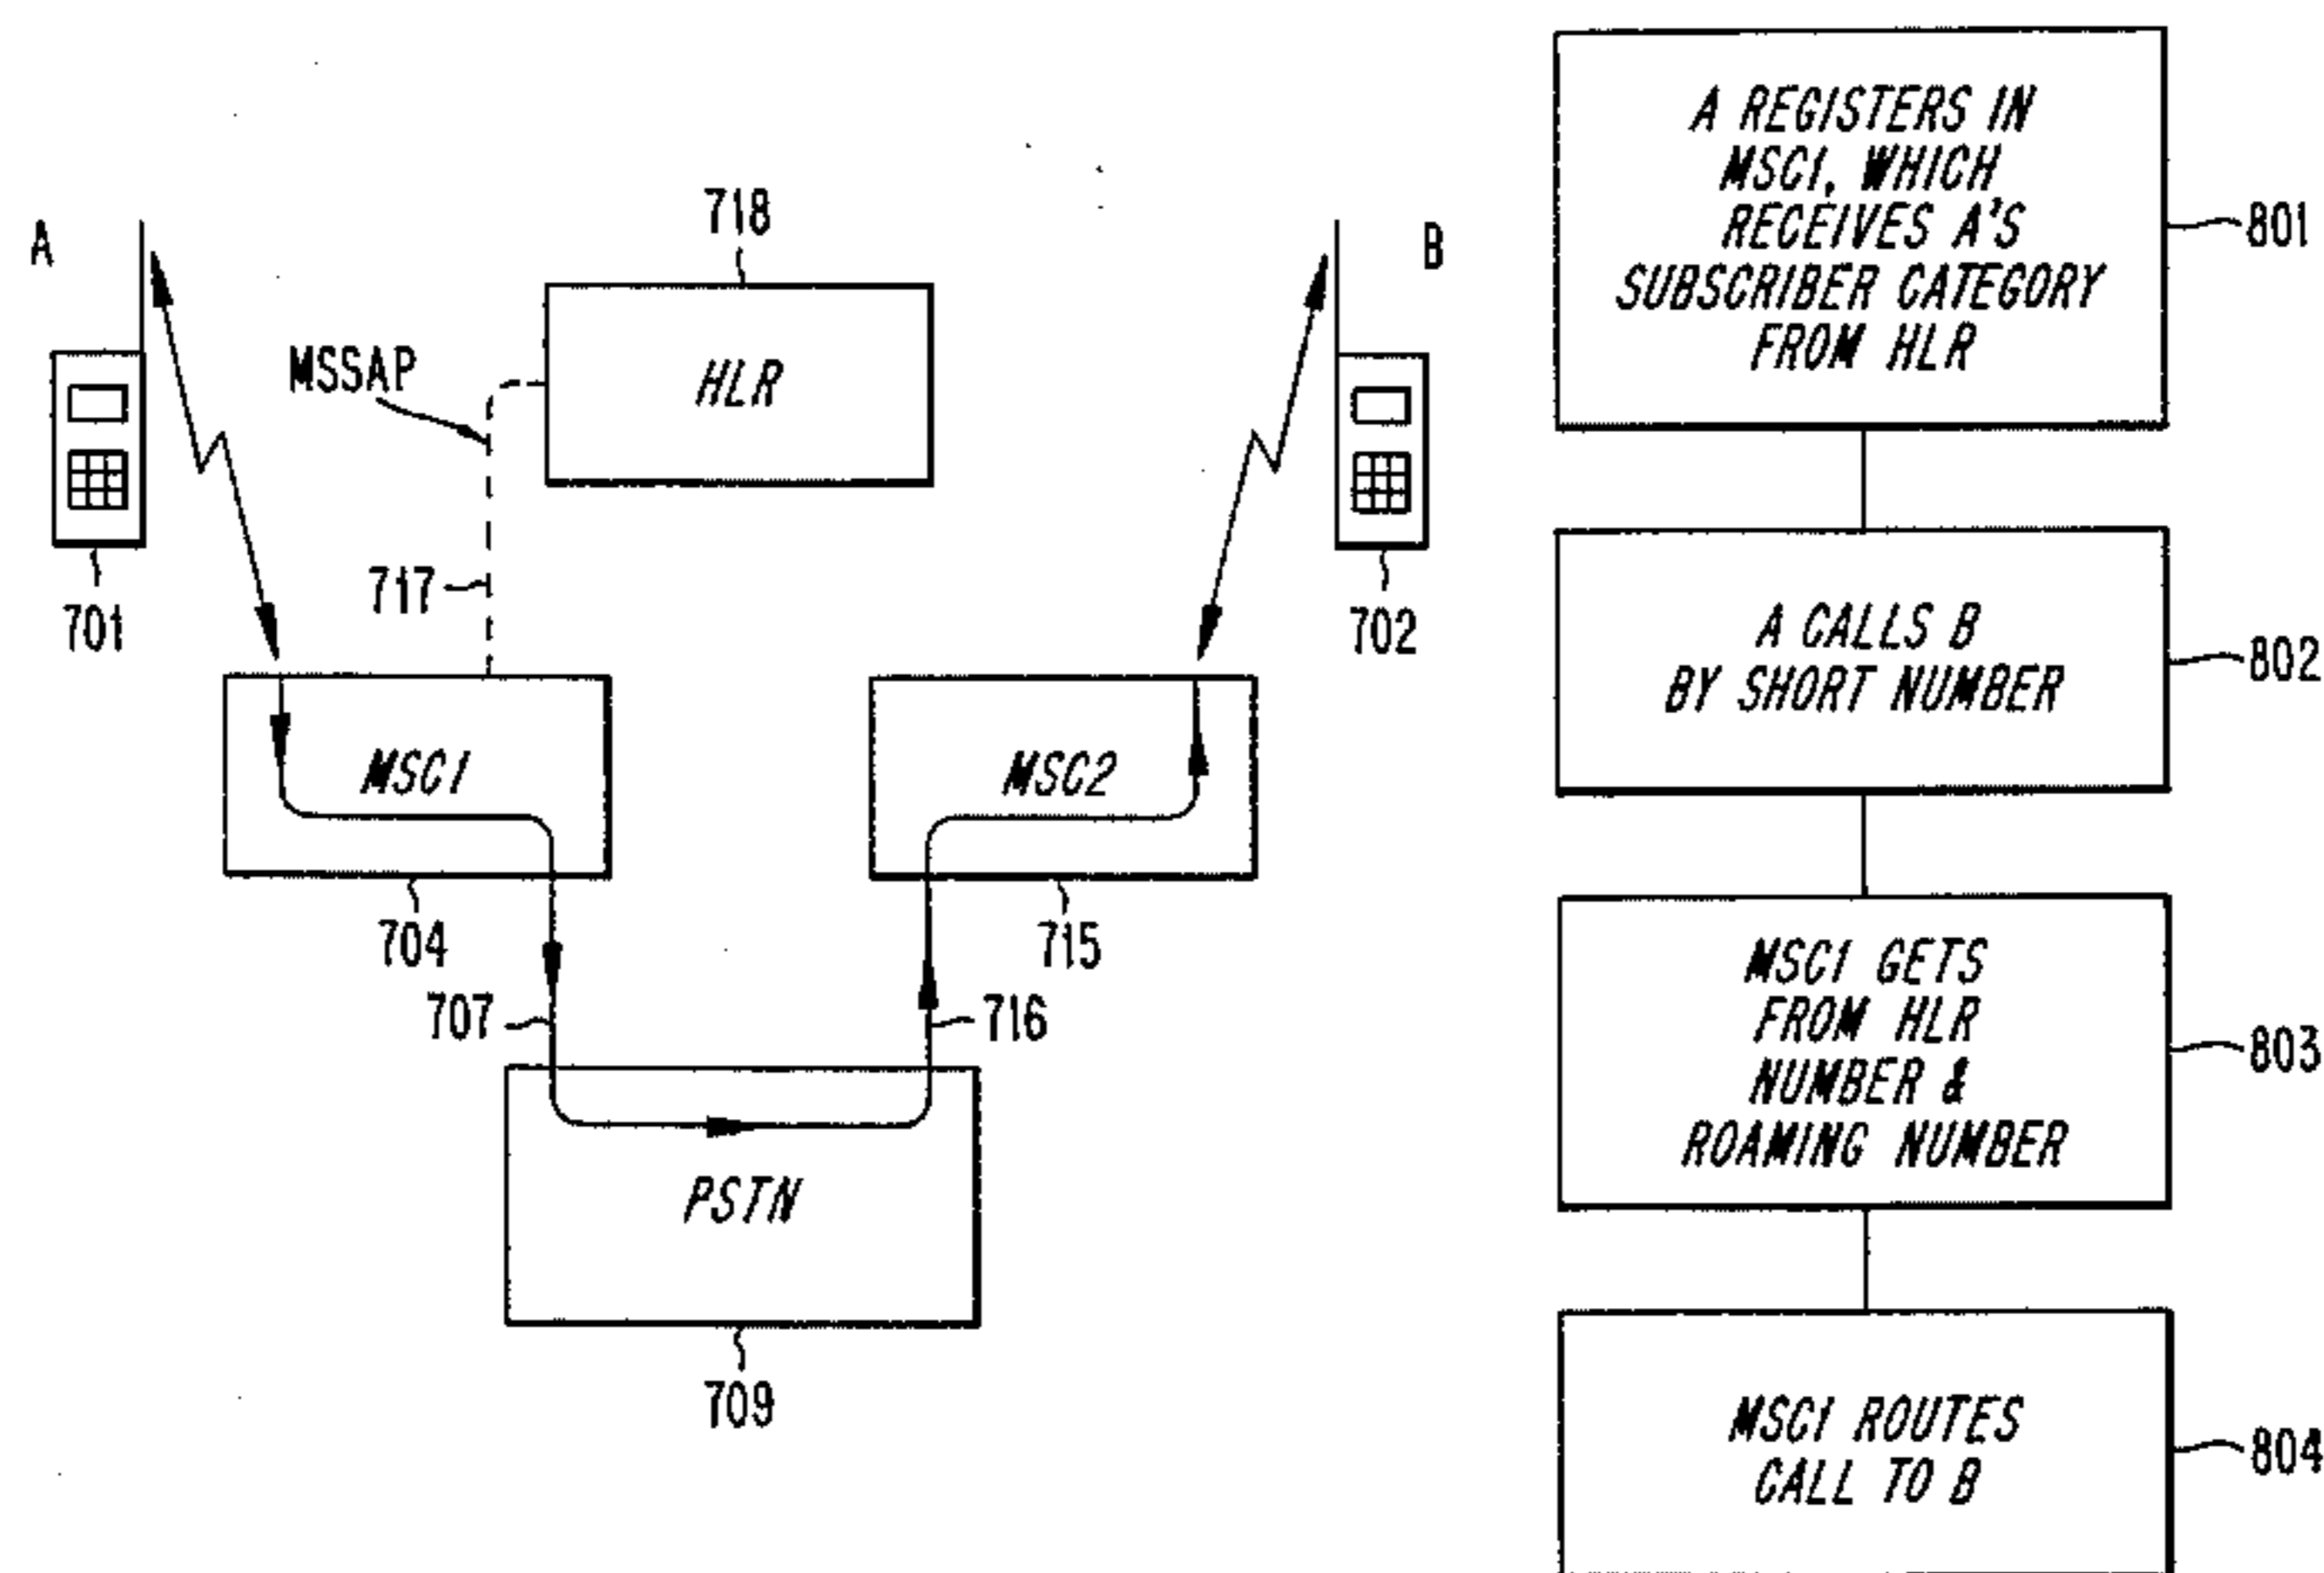 A
718
B
MSSAP
HLR
717
701
702
MSC1
MSC2
704
715
707
716
PSTN
709
A REGISTERS IN
MSC1, WHICH
RECEIVES A'S
SUBSCRIBER CATEGORY
FROM HLR
801
A CALLS B
BY SHORT NUMBER
802
MSC1 GETS
FROM HLR
NUMBER &
ROAMING NUMBER
803
MSC1 ROUTES
CALL TO B
804